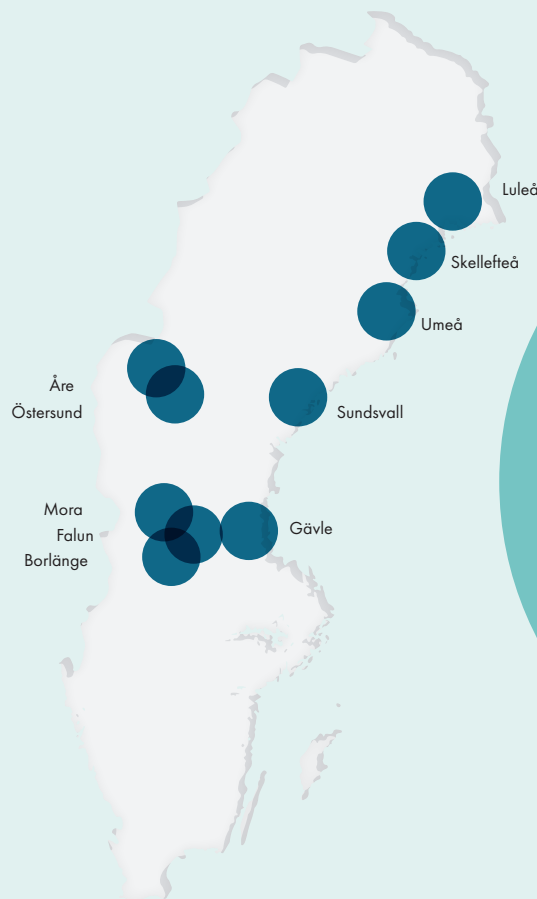 Luleå
Skellefteå
Umeå
Åre
Östersund
Sundsvall
Mora
Falun
Borlänge
Gävle